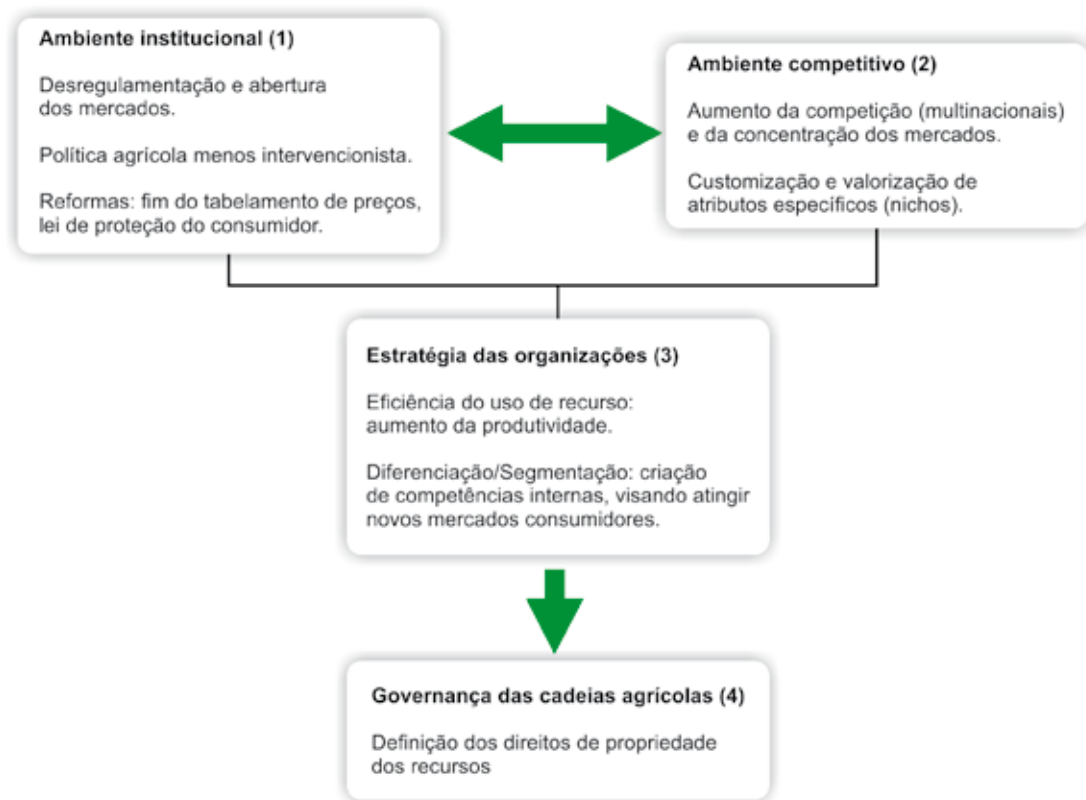 Ambiente institucional (1)
Desregulamentação e abertura
dos mercados.
Política agrícola menos intervencionista.
Reformas: fim do tabelamento de preços,
lei de proteção do consumidor.
Ambiente competitivo (2)
Aumento da competição (multinacionais)
e da concentração dos mercados.
Customização e valorização de
atributos específicos (nichos).
Estratégia das organizações (3)
Eficiência do uso de recurso:
aumento da produtividade.
Diferenciação/Segmentação: criação
de competências internas, visando atingir
novos mercados consumidores.
Governança das cadeias agrícolas (4)
Definição dos direitos de propriedade
dos recursos